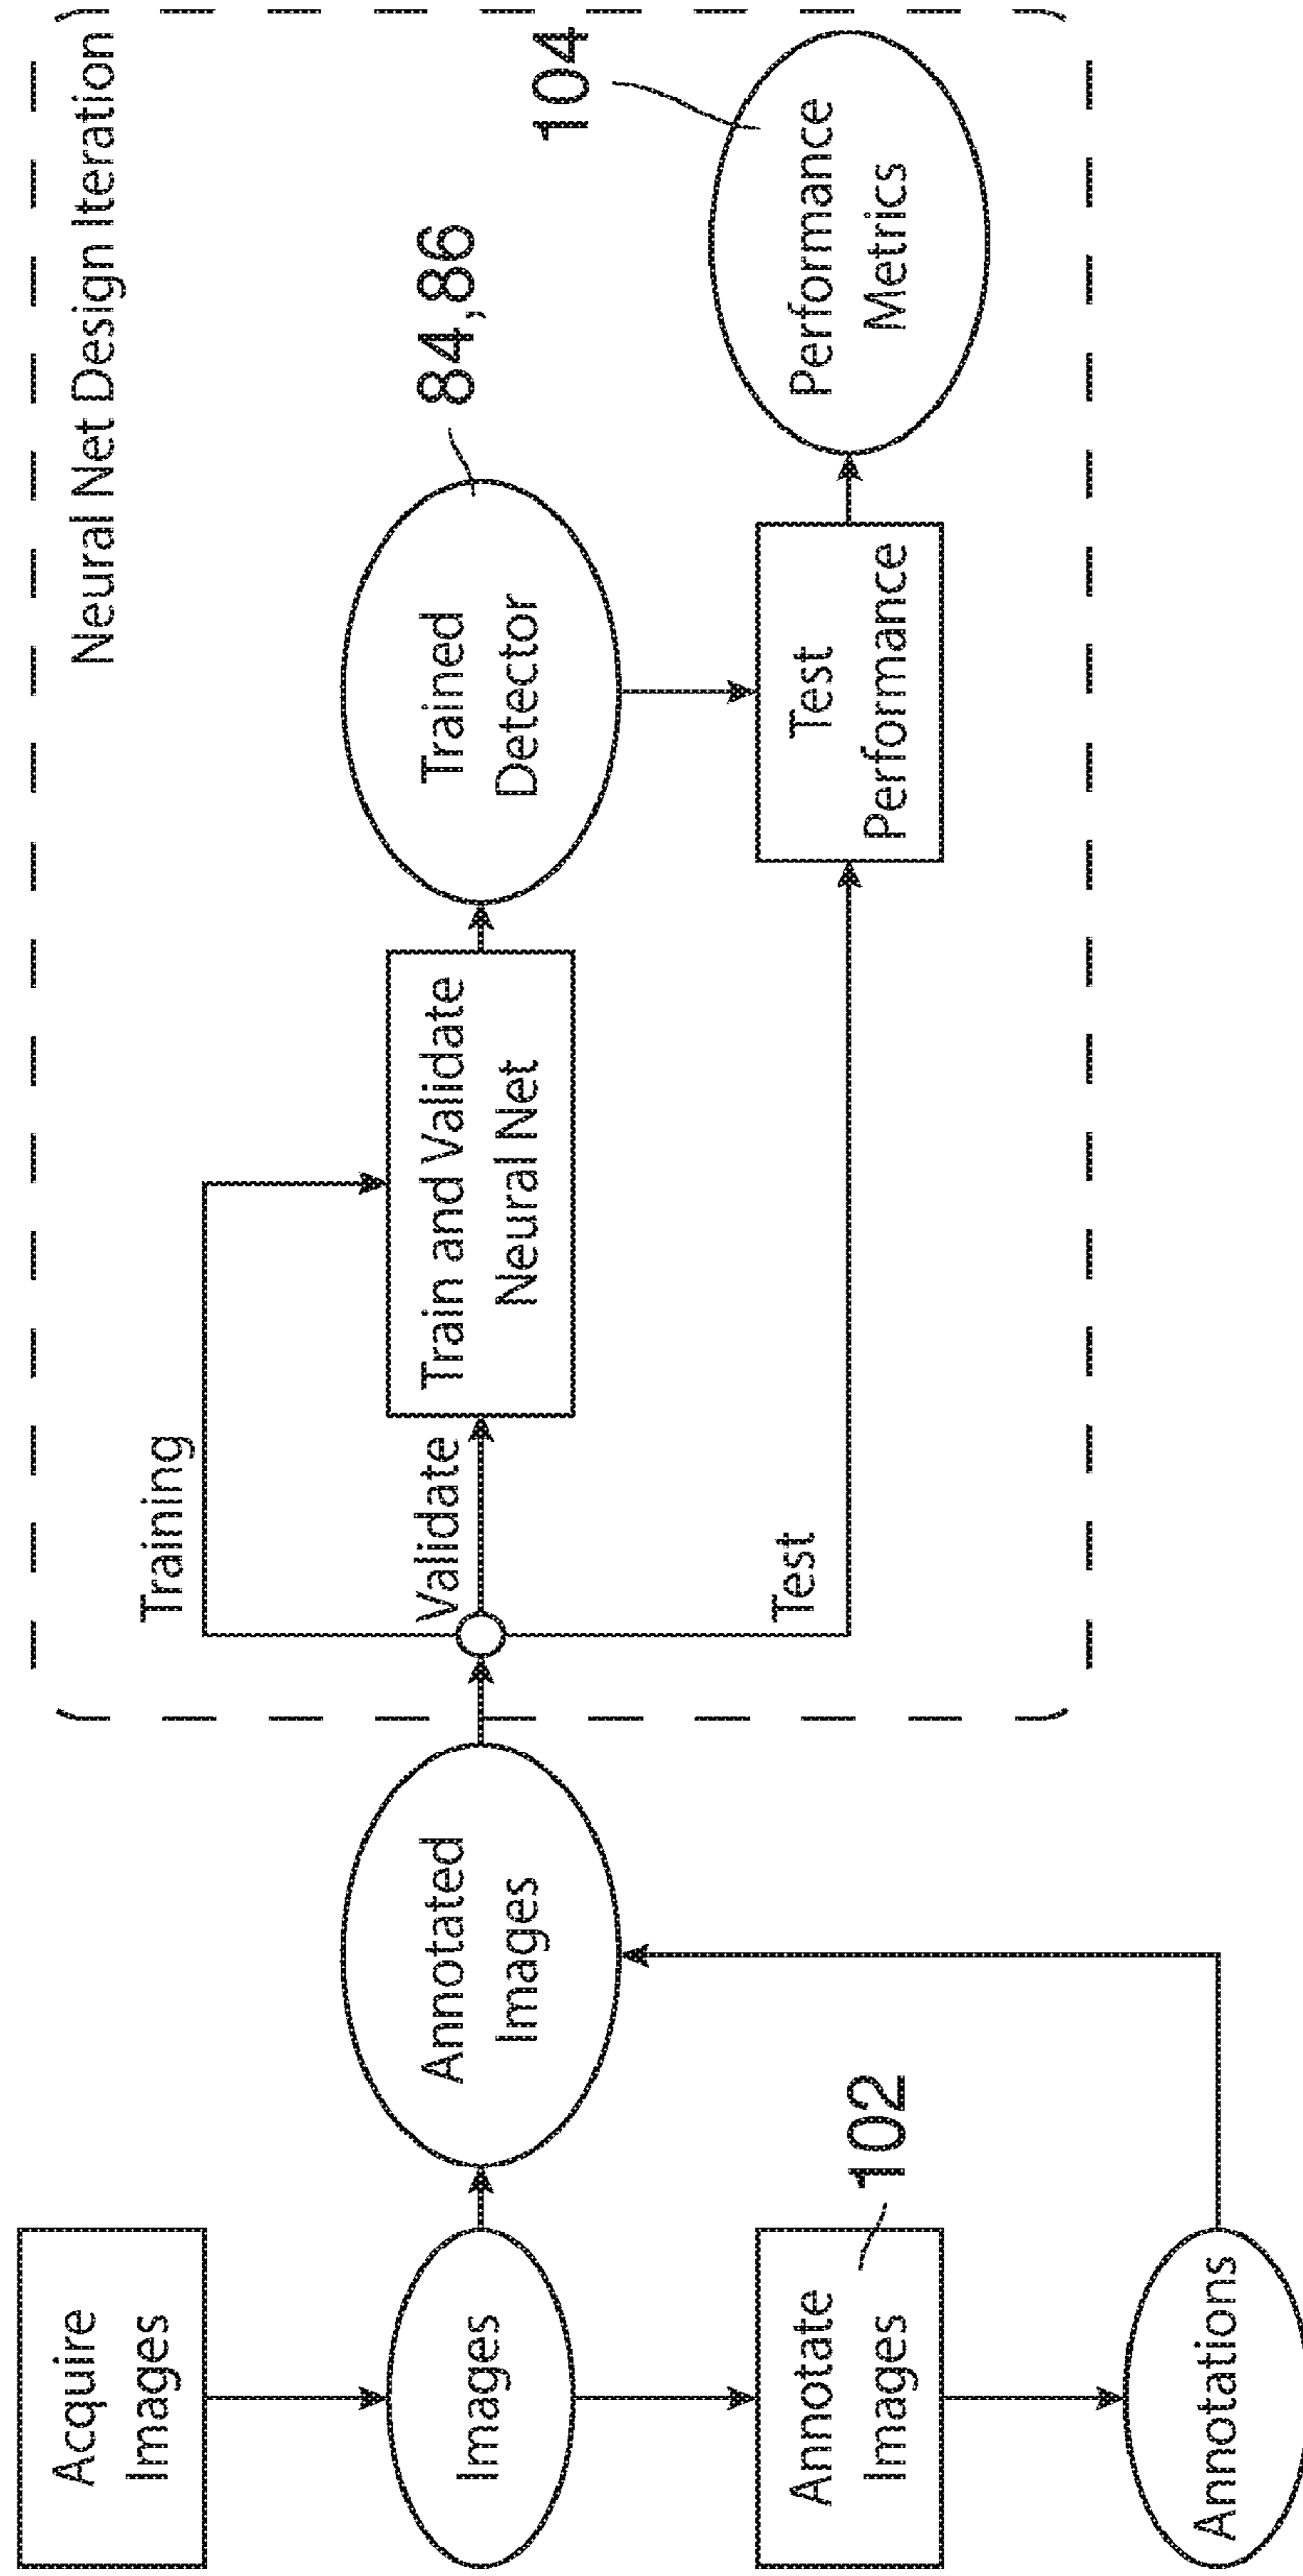 Neural Net Design Iteration
Acquire
Images
Training
Images
Annotated
Images
Validate
Train and Validate
Neural Net
Trained
Detector
84,86
104
Annotate
Images
102
Test
Test
Performance
Performance
Metrics
Annotations